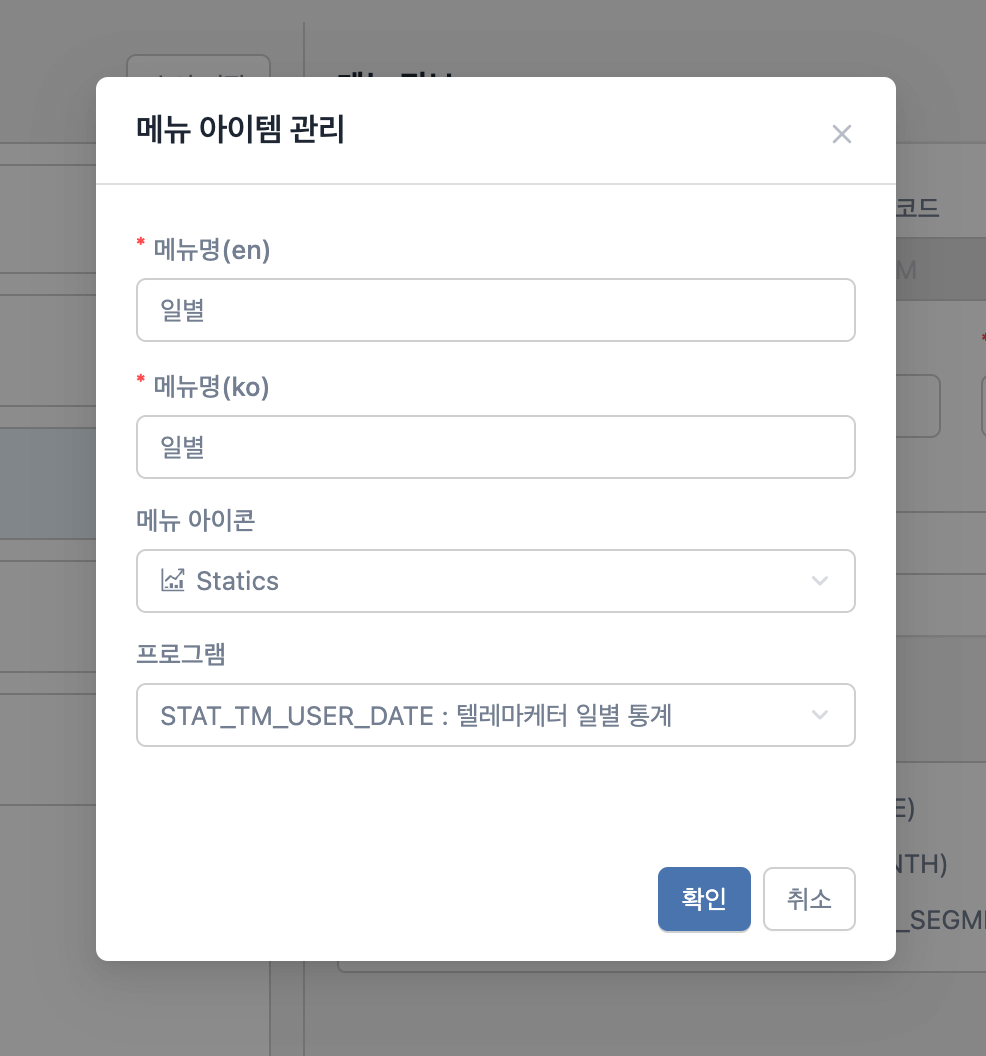 메뉴 아이템 관리
* 메뉴명(en)
일별
* 메뉴명(ko)
일별
메뉴 아이콘
Statics
프로그램
STAT_TM_USER_DATE : 텔레마케터 일별 통계
확인
취소
코드
M
*
E)
NTH)
_SEGM